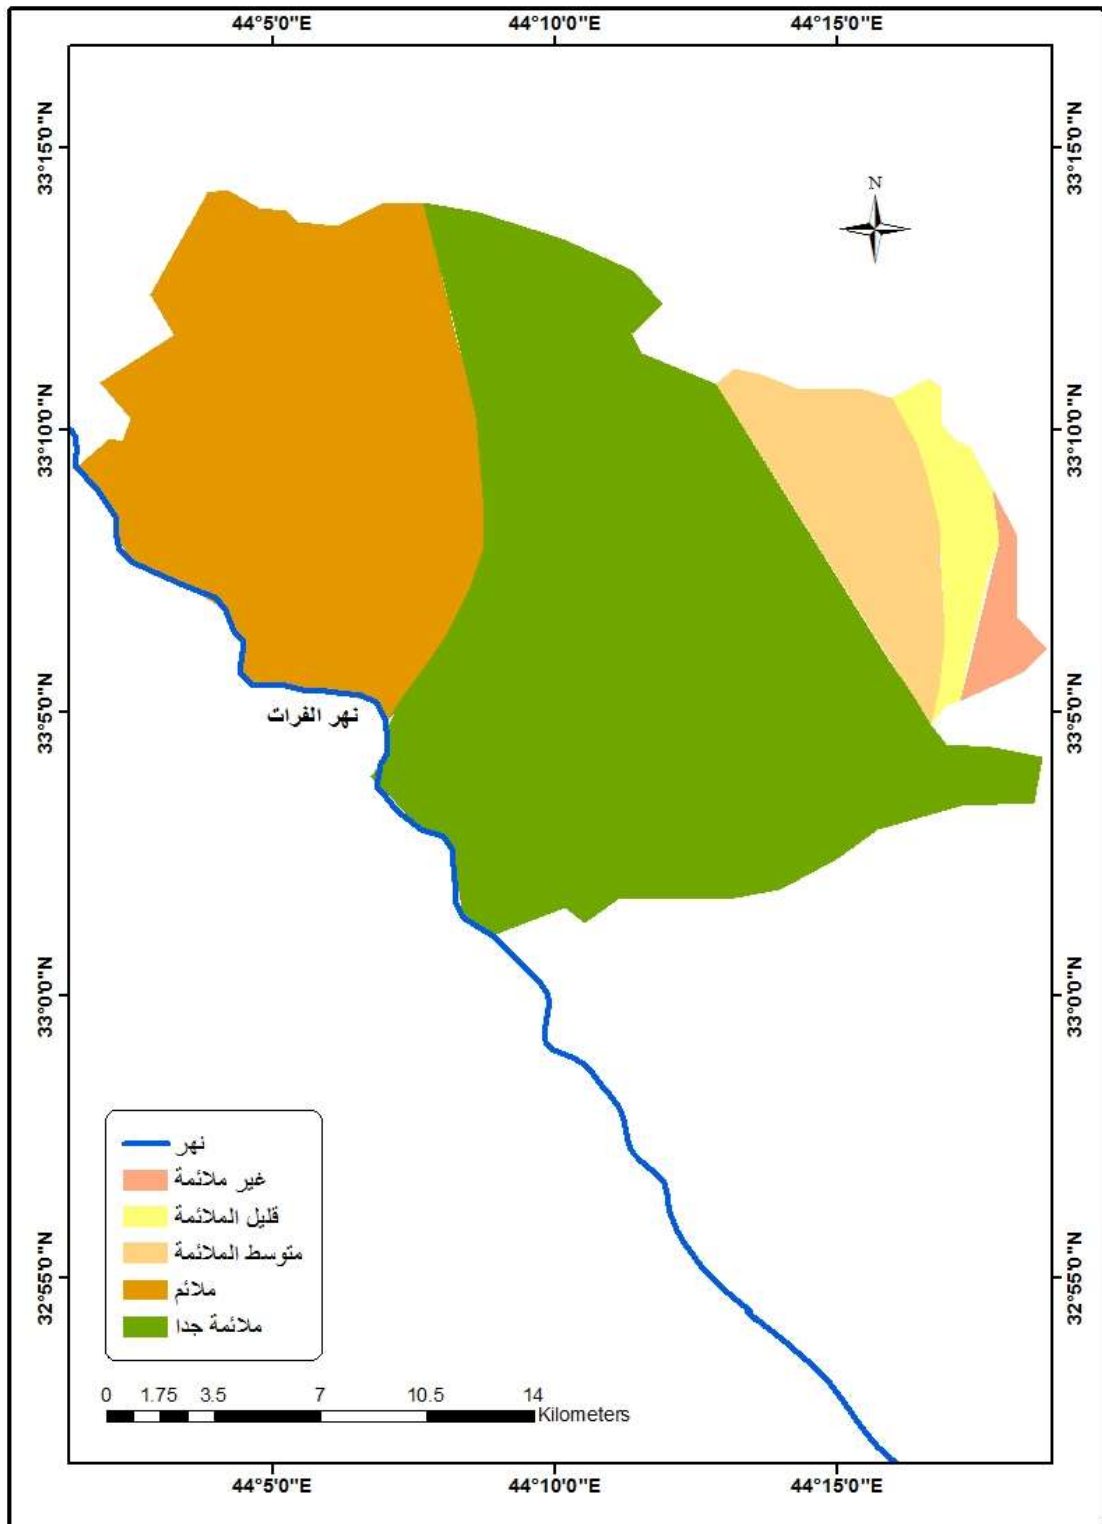 44°5'0"E 44°10'0"E 44°15'0"E
N
33°15'0"N 33°15'0"N
33°10'0"N 33°10'0"N
33°5'0"N 33°5'0"N
نهر الفرات
33°0'0"N 33°0'0"N
نهر
غير ملائمة
قليل الملائمة
متوسط الملائمة
ملائم
ملائمة جدا
32°55'0"N 32°55'0"N
0 1.75 3.5 7 10.5 14
Kilometers
44°5'0"E 44°10'0"E 44°15'0"E